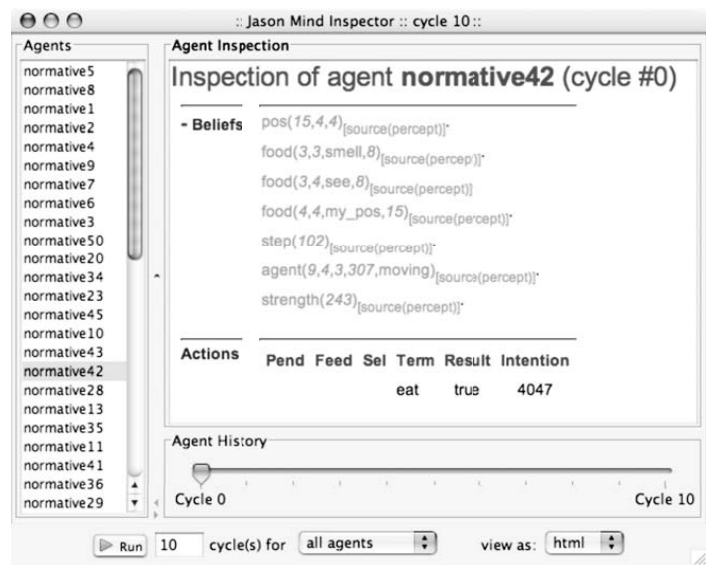 :: Jason Mind Inspector :: cycle 10 ::
Agents
normative5
normative8
normative1
normative2
normative4
normative9
normative7
normative6
normative3
normative50
normative20
normative34
normative23
normative45
normative10
normative43
normative42
normative28
normative13
normative35
normative11
normative41
normative36
normative29
Agent Inspection
Inspection of agent normative42 (cycle #0)
- Beliefs
pos(15,4,4)[source(percept)].
food(3,3,smell,8)[source(percept)].
food(3,4,see,8)[source(percept)]
food(4,4,my_pos,15)[source(percept)].
step(102)[source(percept)].
agent(9,4,3,307,moving)[source(percept)].
strength(243)[source(percept)].
Actions
Pend Feed Sel Term Result Intention
eat true 4047
Agent History
Cycle 0 Cycle 10
Run 10 cycle(s) for all agents view as: html